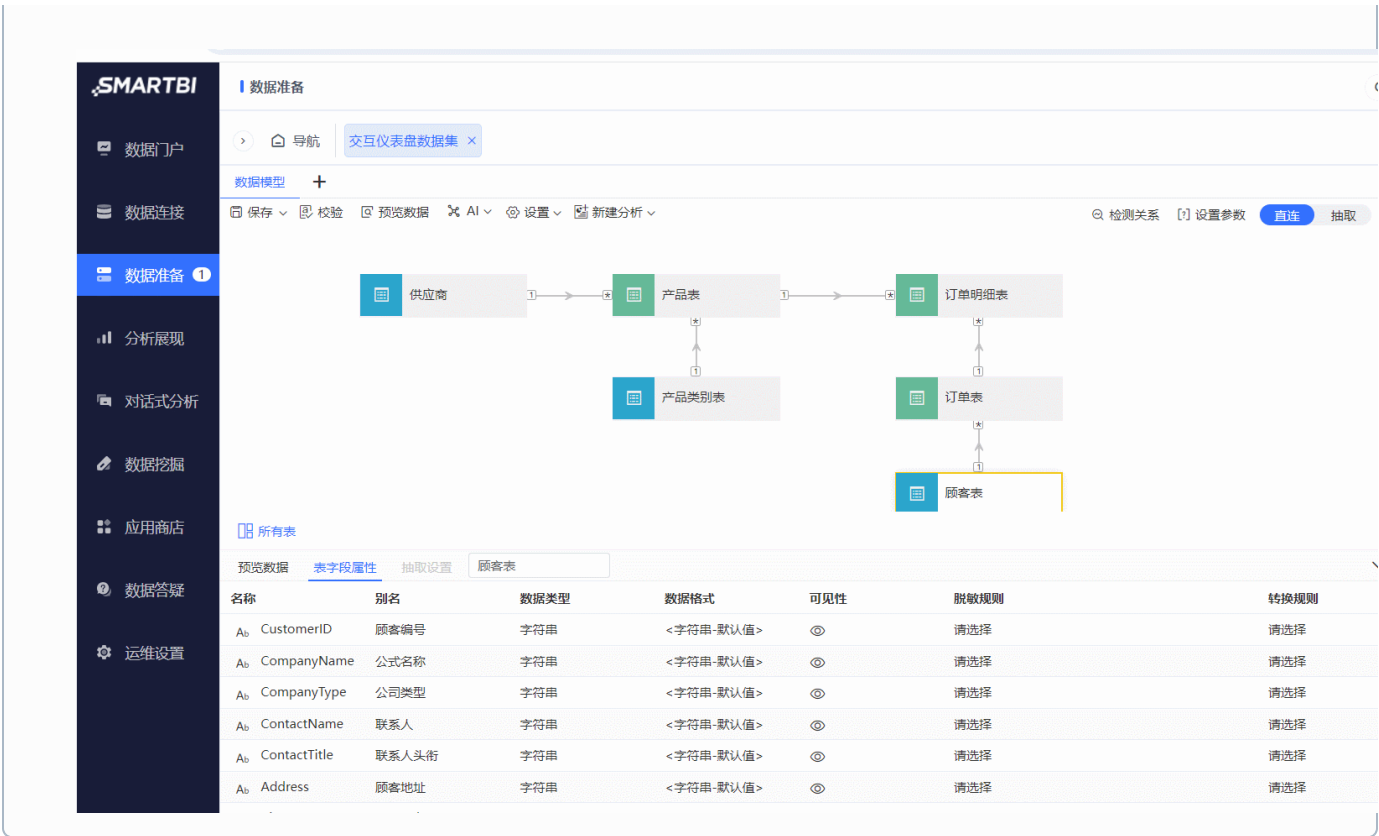 SMARTBI
数据准备
导航 交互仪表盘数据集 ×
数据模型 +
保存 校验 预览数据 AI 设置 新建分析 检测关系 [?] 设置参数 直连 抽取
数据门户
数据连接
数据准备 1
分析展现
对话式分析
数据挖掘
应用商店
数据答疑
运维设置
供应商 1 * 产品表 1 * 订单明细表
* *
1 1
产品类别表 订单表
*
1
顾客表
所有表
预览数据 表字段属性 抽取设置 顾客表
名称 别名 数据类型 数据格式 可见性 脱敏规则 转换规则
Ab CustomerID 顾客编号 字符串 <字符串-默认值> 请选择 请选择
Ab CompanyName 公式名称 字符串 <字符串-默认值> 请选择 请选择
Ab CompanyType 公司类型 字符串 <字符串-默认值> 请选择 请选择
Ab ContactName 联系人 字符串 <字符串-默认值> 请选择 请选择
Ab ContactTitle 联系人头衔 字符串 <字符串-默认值> 请选择 请选择
Ab Address 顾客地址 字符串 <字符串-默认值> 请选择 请选择